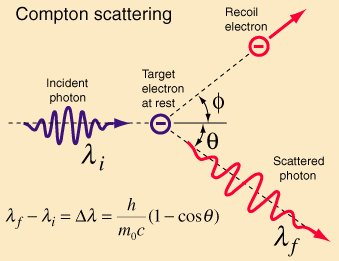 Compton scattering
Recoil
electron
Incident
photon
Target
electron
at rest
ϕ
θ
λi
Scattered
photon
λf − λi = Δλ = h/m0c (1 − cosθ)
λf